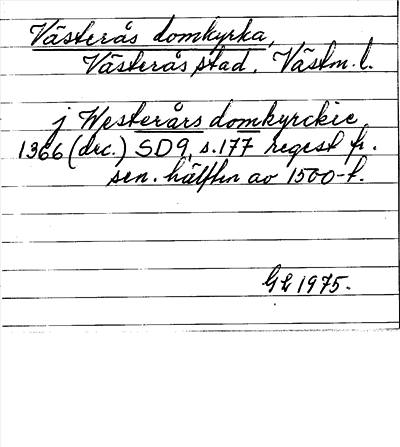 Västerås domkyrka,
Västerås stad. Västm. l.
j Westerårs domkyrckie
1366 (dec.) SD9, s.177 regest fr.
sen. hälften av 1500-t.
GL 1975.